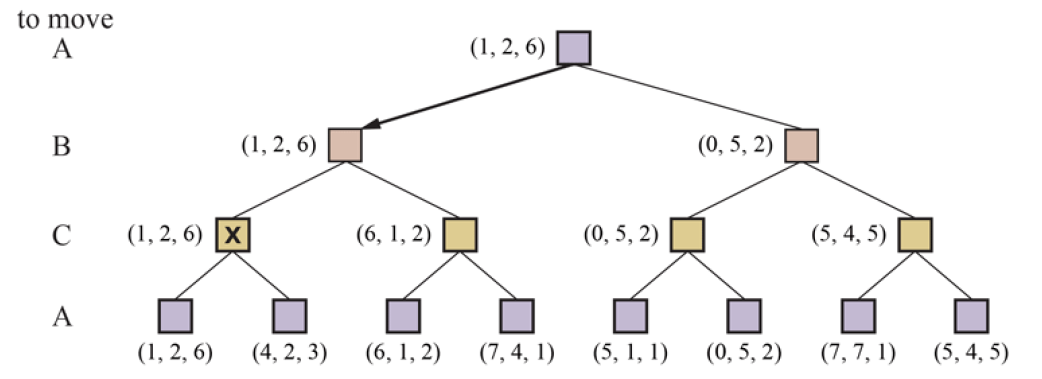 to move
A (1, 2, 6)
B (1, 2, 6) (0, 5, 2)
C (1, 2, 6) X (6, 1, 2) (0, 5, 2) (5, 4, 5)
A
(1, 2, 6) (4, 2, 3) (6, 1, 2) (7, 4, 1) (5, 1, 1) (0, 5, 2) (7, 7, 1) (5, 4, 5)